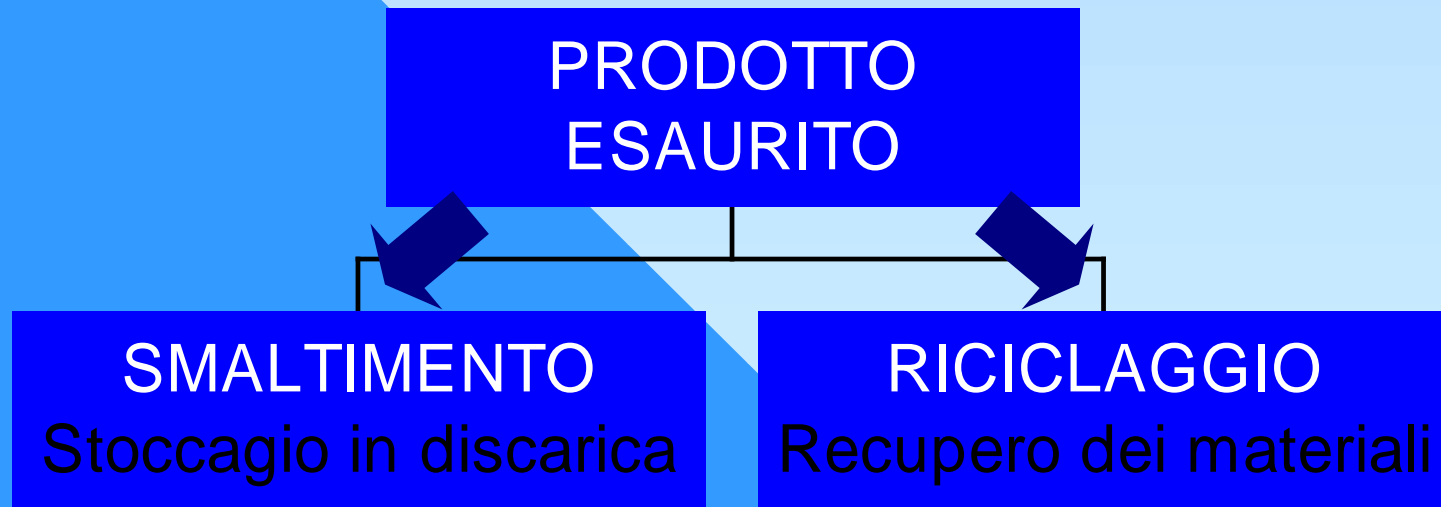 PRODOTTO
ESAURITO
SMALTIMENTO
Stoccagio in discarica
RICICLAGGIO
Recupero dei materiali